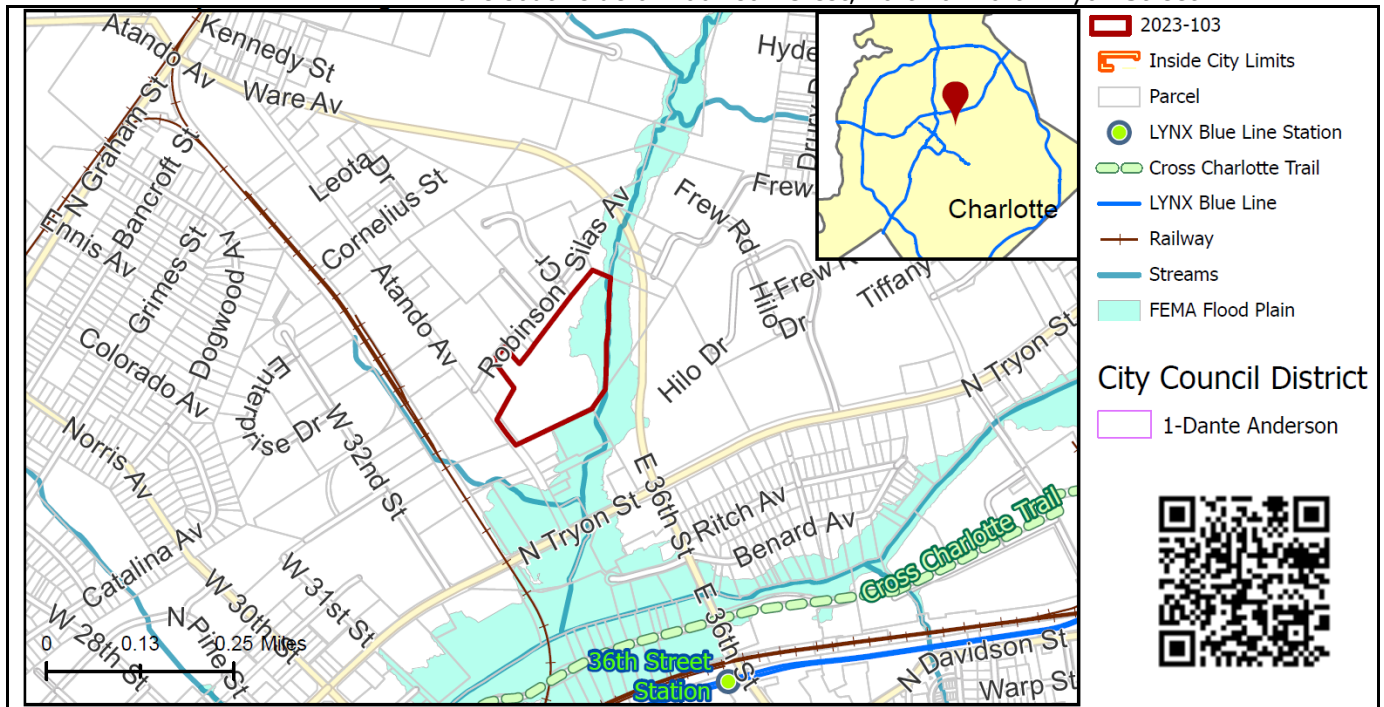 Atando Av
Kennedy St
Ware Av
N Graham St
Bancroft St
Ennis Av
Grimes St
Dogwood Av
Colorado Av
Enterprise Dr
Leota Dr
Cornelius St
Atando Av
Robinson Cr
Silas Av
Hyde
Drury D
Frew
Frew Rd
Frew R
Hilo Dr
Hilo Dr
Tiffany
N Tryon St
Norris Av
W 32nd St
Catalina Av
W 31st St
W 30th St
W 28th St
N Pine St
N Tryon St
E 36th St
Ritch Av
Benard Av
Cross Charlotte Trail
E 36th St
36th Street
Station
N Davidson St
Warp St
0 0.13 0.25 Miles
Charlotte
2023-103
Inside City Limits
Parcel
LYNX Blue Line Station
Cross Charlotte Trail
LYNX Blue Line
Railway
Streams
FEMA Flood Plain
City Council District
1-Dante Anderson